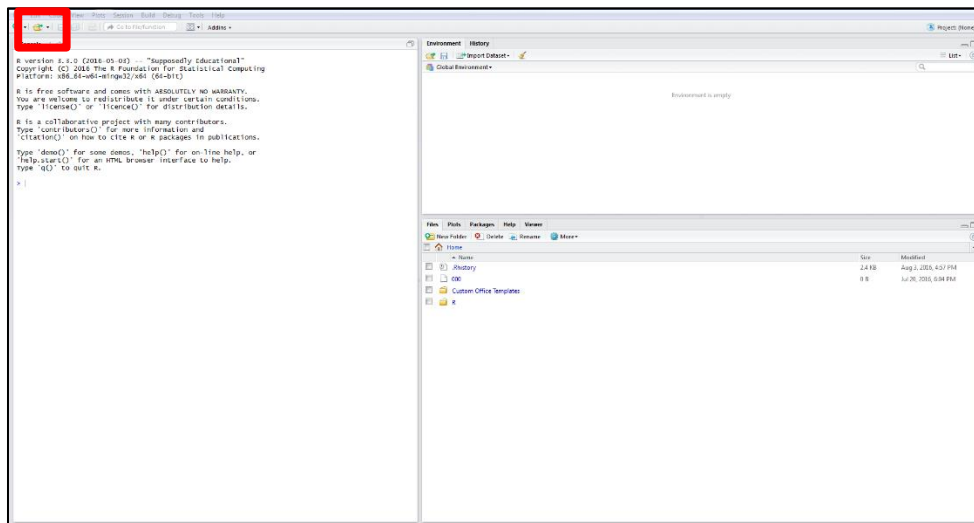 View Plots Session Build Debug Tools Help
Go to file/function Addins
Project: (None
Environment History
R version 3.3.0 (2016-05-03) -- "Supposedly Educational"
Copyright (C) 2016 The R Foundation for Statistical Computing
Platform: x86_64-w64-mingw32/x64 (64-bit)
R is free software and comes with ABSOLUTELY NO WARRANTY.
You are welcome to redistribute it under certain conditions.
Type 'license()' or 'licence()' for distribution details.
R is a collaborative project with many contributors.
Type 'contributors()' for more information and
'citation()' on how to cite R or R packages in publications.
Type 'demo()' for some demos, 'help()' for on-line help, or
'help.start()' for an HTML browser interface to help.
Type 'q()' to quit R.
>
Import Dataset List
Global Environment
Environment is empty
Files Plots Packages Help Viewer
New Folder Delete Rename More
Home
Name Size Modified
.Rhistory 2.4 KB Aug 3, 2016, 4:57 PM
0 B
Custom Office Templates
R